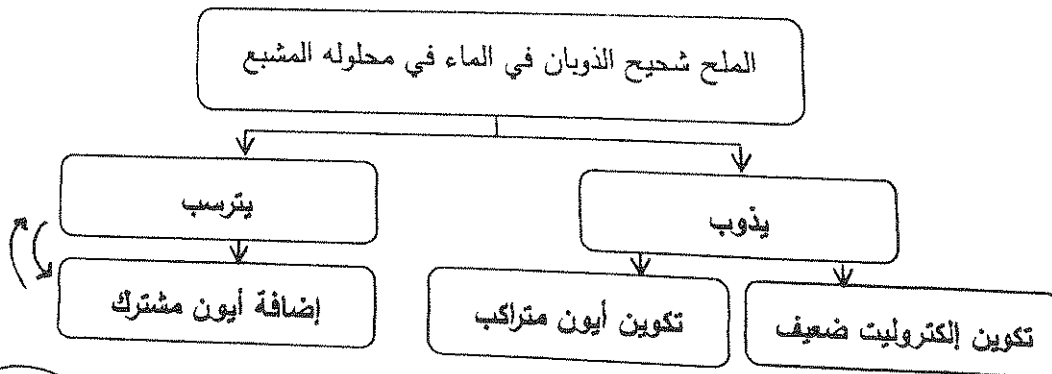 الملح شحيح الذوبان في الماء في محلوله المشبع
يذوب
يترسب
تكوين إلكتروليت ضعيف
تكوين أيون متراكب
إضافة أيون مشترك